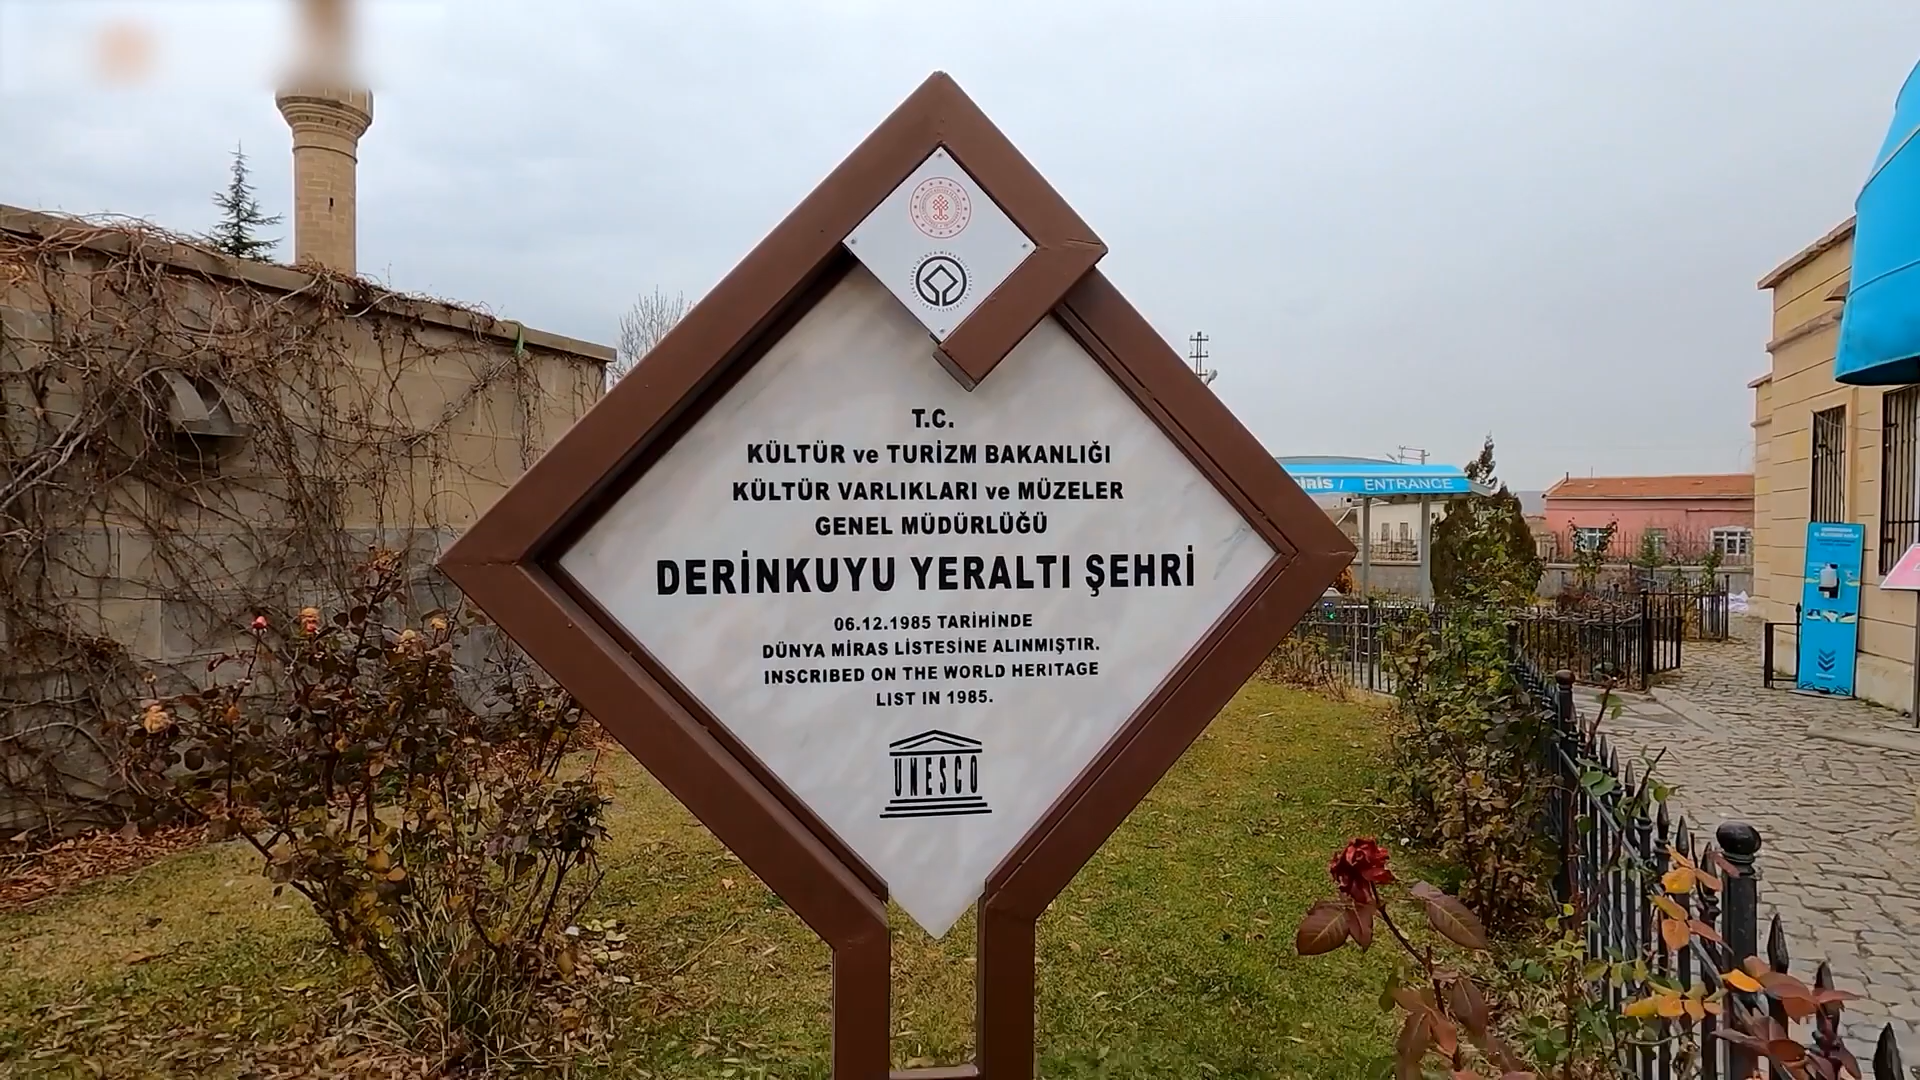 T.C.
KÜLTÜR ve TURİZM BAKANLIĞI
KÜLTÜR VARLIKLARI ve MÜZELER
GENEL MÜDÜRLÜĞÜ
DERİNKUYU YERALTI ŞEHRİ
06.12.1985 TARİHİNDE
DÜNYA MİRAS LİSTESİNE ALINMIŞTIR.
INSCRIBED ON THE WORLD HERITAGE
LIST IN 1985.
UNESCO
/ ENTRANCE